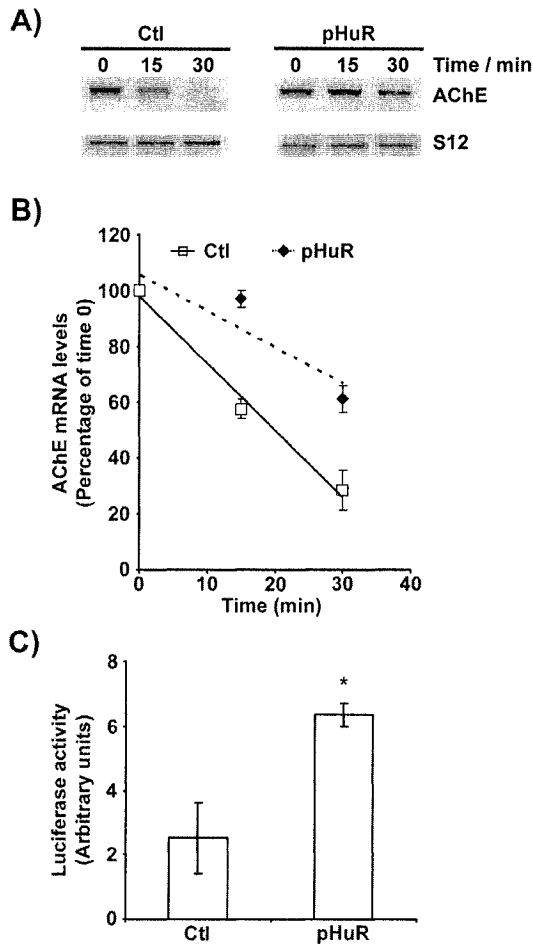 A)
Ctl pHuR
0 15 30 0 15 30 Time / min
AChE
S12
B)
120
100
80
60
40
20
0
Ctl pHuR
AChE mRNA levels
(Percentage of time 0)
0 10 20 30 40
Time (min)
C)
8
6
4
2
0
*
Luciferase activity
(Arbitrary units)
Ctl pHuR